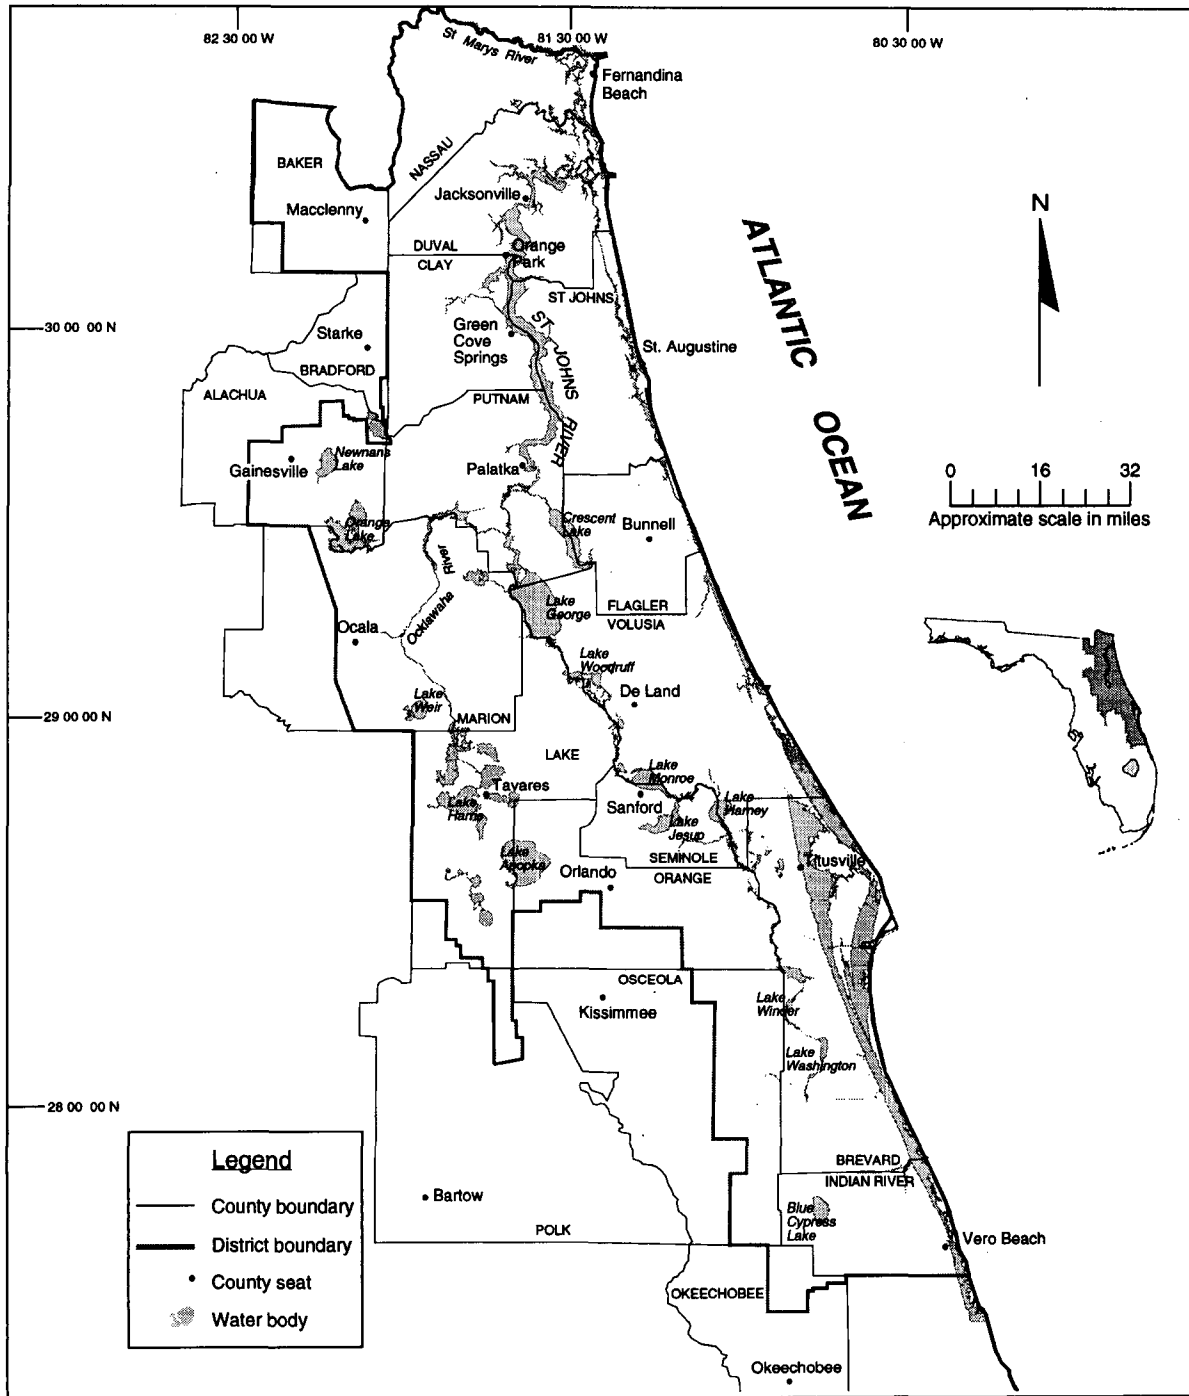 82 30 00 W
81 30 00 W
80 30 00 W
St Marys River
Fernandina
Beach
BAKER
NASSAU
Macclenny
Jacksonville
DUVAL
CLAY
Orange
Park
ST JOHNS
N
ATLANTIC
OCEAN
30 00 00 N
Starke
BRADFORD
Green
Cove
Springs
ST JOHNS
RIVER
St. Augustine
ALACHUA
PUTNAM
Gainesville
Newnans
Lake
Palatka
0 16 32
Approximate scale in miles
Orange
Lake
Crescent
Lake
Bunnell
Ocklawaha
River
Lake
George
FLAGLER
VOLUSIA
Ocala
Lake
Woodruff
De Land
Lake
Weir
29 00 00 N
MARION
LAKE
Lake
Monroe
Tavares
Lake
Harris
Sanford
Lake
Harney
Lake
Jesup
Lake
Apopka
SEMINOLE
ORANGE
Titusville
Orlando
OSCEOLA
Kissimmee
Lake
Winder
Lake
Washington
28 00 00 N
Legend
County boundary
District boundary
County seat
Water body
BREVARD
INDIAN RIVER
Bartow
Blue
Cypress
Lake
POLK
Vero Beach
OKEECHOBEE
Okeechobee